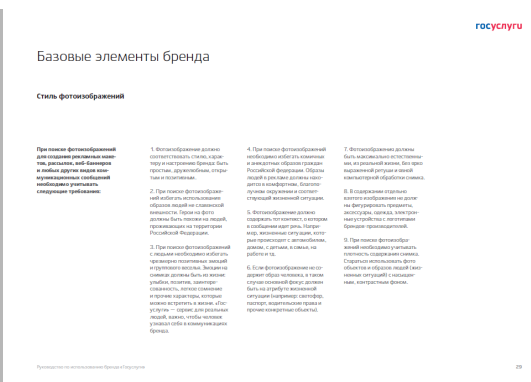 госуслуги
Базовые элементы бренда
Стиль фотоизображений
При поиске фотоизображений
для создания рекламных маке-
тов, рассылок, веб-баннеров
и любых других видов ком-
муникационных сообщений
необходимо учитывать
следующие требования:
1. Фотоизображение должно
соответствовать стилю, харак-
теру и настроению бренда: быть
простым, дружелюбным, откры-
тым и позитивным.
2. При поиске фотоизображе-
ний избегать использования
образов людей не славянской
внешности. Герои на фото
должны быть похожи на людей,
проживающих на территории
Российской Федерации.
3. При поиске фотоизображений
с людьми необходимо избегать
чрезмерно позитивных эмоций
и группового веселья. Эмоции на
снимках должны быть из жизни:
улыбки, позитив, заинтере-
сованность, легкое сомнение
и прочие характеры, которые
можно встретить в жизни. «Гос-
услуги» — сервис для реальных
людей, важно, чтобы человек
узнавал себя в коммуникациях
бренда.
4. При поиске фотоизображений
необходимо избегать комичных
и анекдотных образов граждан
Российской федерации. Образы
людей в рекламе должны нахо-
дится в комфортном, благопо-
лучном окружении и соответ-
ствующей жизненной ситуации.
5. Фотоизображение должно
содержать тот контекст, о котором
в сообщении идет речь. Напри-
мер, жизненные ситуации, кото-
рые происходят с автомобилем,
домом, с детьми, в семье, на
работе и тд.
6. Если фотоизображение не со-
держит образ человека, в таком
случае основной фокус должен
быть на атрибуте жизненной
ситуации (например: светофор,
паспорт, водительские права и
прочие конкретные объекты).
7. Фотоизображения должны
быть максимально естественны-
ми, из реальной жизни, без ярко
выраженной ретуши и явной
компьютерной обработки снимка.
8. В содержании отдельно
взятого изображения не долж-
ны фигурировать предметы,
аксессуары, одежда, электрон-
ные устройства с логотипами
брендов производителей.
9. При поиске фотоизображ-
ений необходимо учитывать
плотность содержания снимка.
Стараться использовать фото
объектов и образов людей (жиз-
ненных ситуаций) с насыщен-
ным, контрастным фоном.
Руководство по использованию бренда «Госуслуги»
29